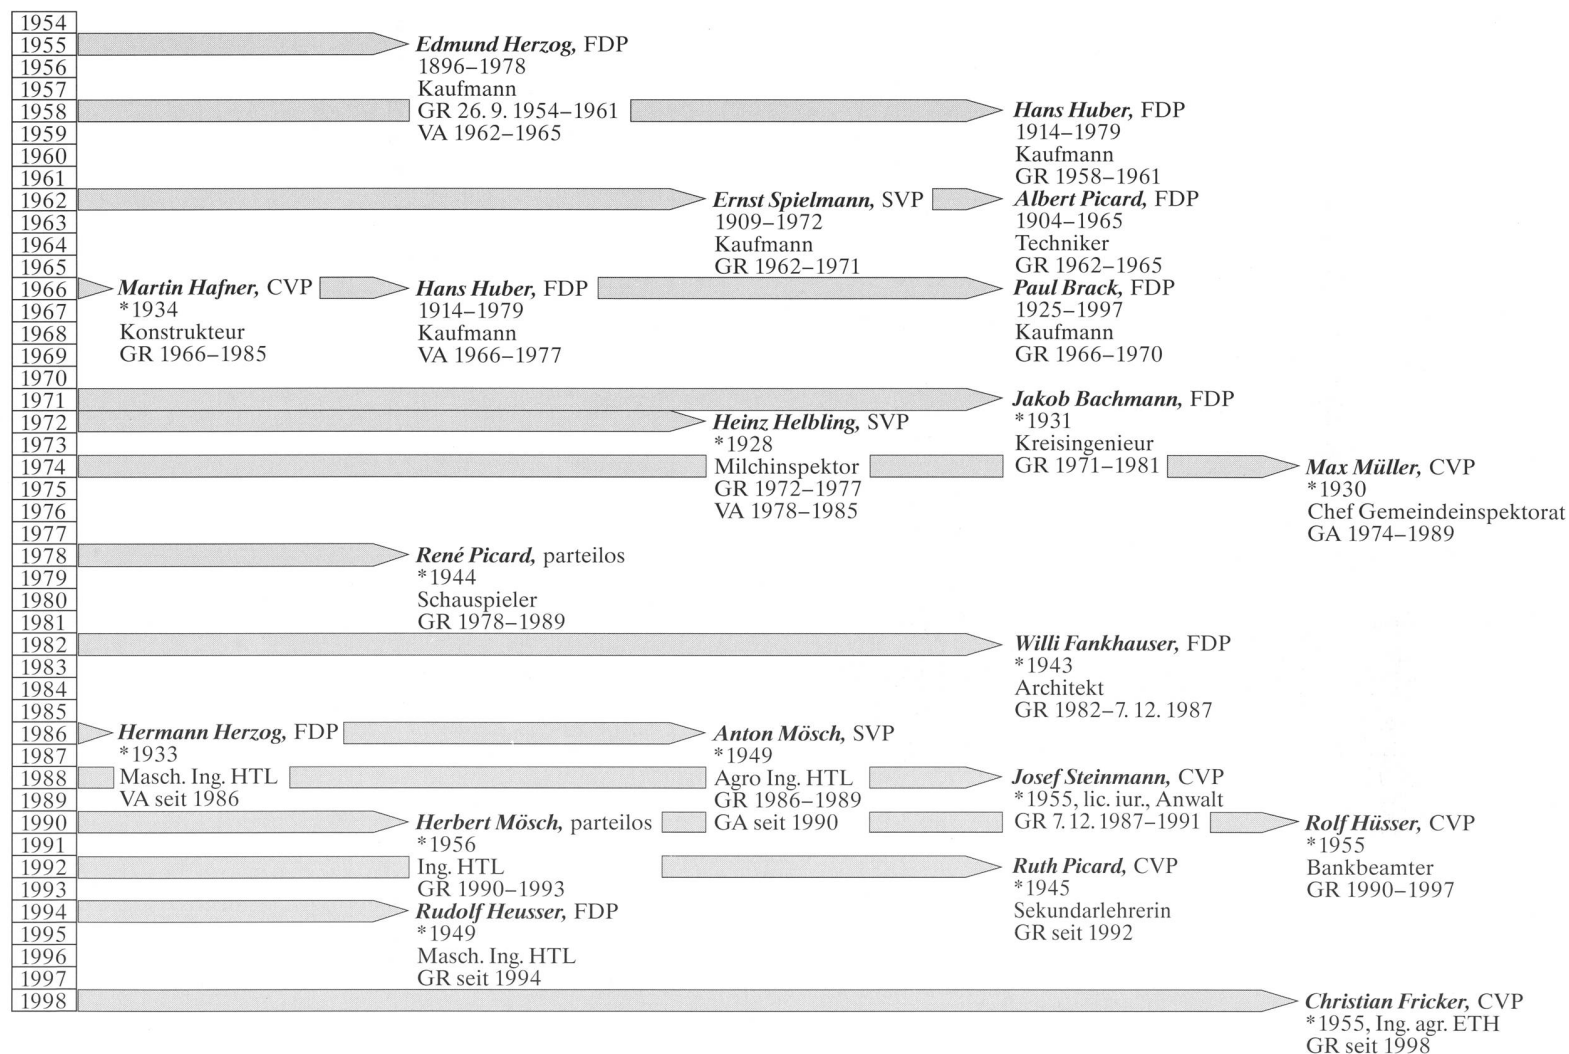 1954
1955
Edmund Herzog, FDP
1956
1896–1978
1957
Kaufmann
1958
GR 26. 9. 1954–1961
Hans Huber, FDP
1959
VA 1962–1965
1914–1979
1960
Kaufmann
1961
GR 1958–1961
1962
Ernst Spielmann, SVP
Albert Picard, FDP
1963
1909–1972
1904–1965
1964
Kaufmann
Techniker
1965
GR 1962–1971
GR 1962–1965
1966
Martin Hafner, CVP
Hans Huber, FDP
Paul Brack, FDP
1967
*1934
1914–1979
1925–1997
1968
Konstrukteur
Kaufmann
Kaufmann
1969
GR 1966–1985
VA 1966–1977
GR 1966–1970
1970
1971
Jakob Bachmann, FDP
1972
Heinz Helbling, SVP
*1931
1973
*1928
Kreisingenieur
1974
Milchinspektor
GR 1971–1981
Max Müller, CVP
1975
GR 1972–1977
*1930
1976
VA 1978–1985
Chef Gemeindeinspektorat
1977
GA 1974–1989
1978
René Picard, parteilos
1979
*1944
1980
Schauspieler
1981
GR 1978–1989
1982
Willi Fankhauser, FDP
1983
*1943
1984
Architekt
1985
GR 1982–7. 12. 1987
1986
Hermann Herzog, FDP
Anton Mösch, SVP
1987
*1933
*1949
1988
Masch. Ing. HTL
Agro Ing. HTL
Josef Steinmann, CVP
1989
VA seit 1986
GR 1986–1989
*1955, lic. iur., Anwalt
1990
Herbert Mösch, parteilos
GA seit 1990
GR 7. 12. 1987–1991
Rolf Hüsser, CVP
1991
*1956
*1955
1992
Ing. HTL
Ruth Picard, CVP
Bankbeamter
1993
GR 1990–1993
*1945
GR 1990–1997
1994
Rudolf Heusser, FDP
Sekundarlehrerin
1995
*1949
GR seit 1992
1996
Masch. Ing. HTL
1997
GR seit 1994
1998
Christian Fricker, CVP
*1955, Ing. agr. ETH
GR seit 1998